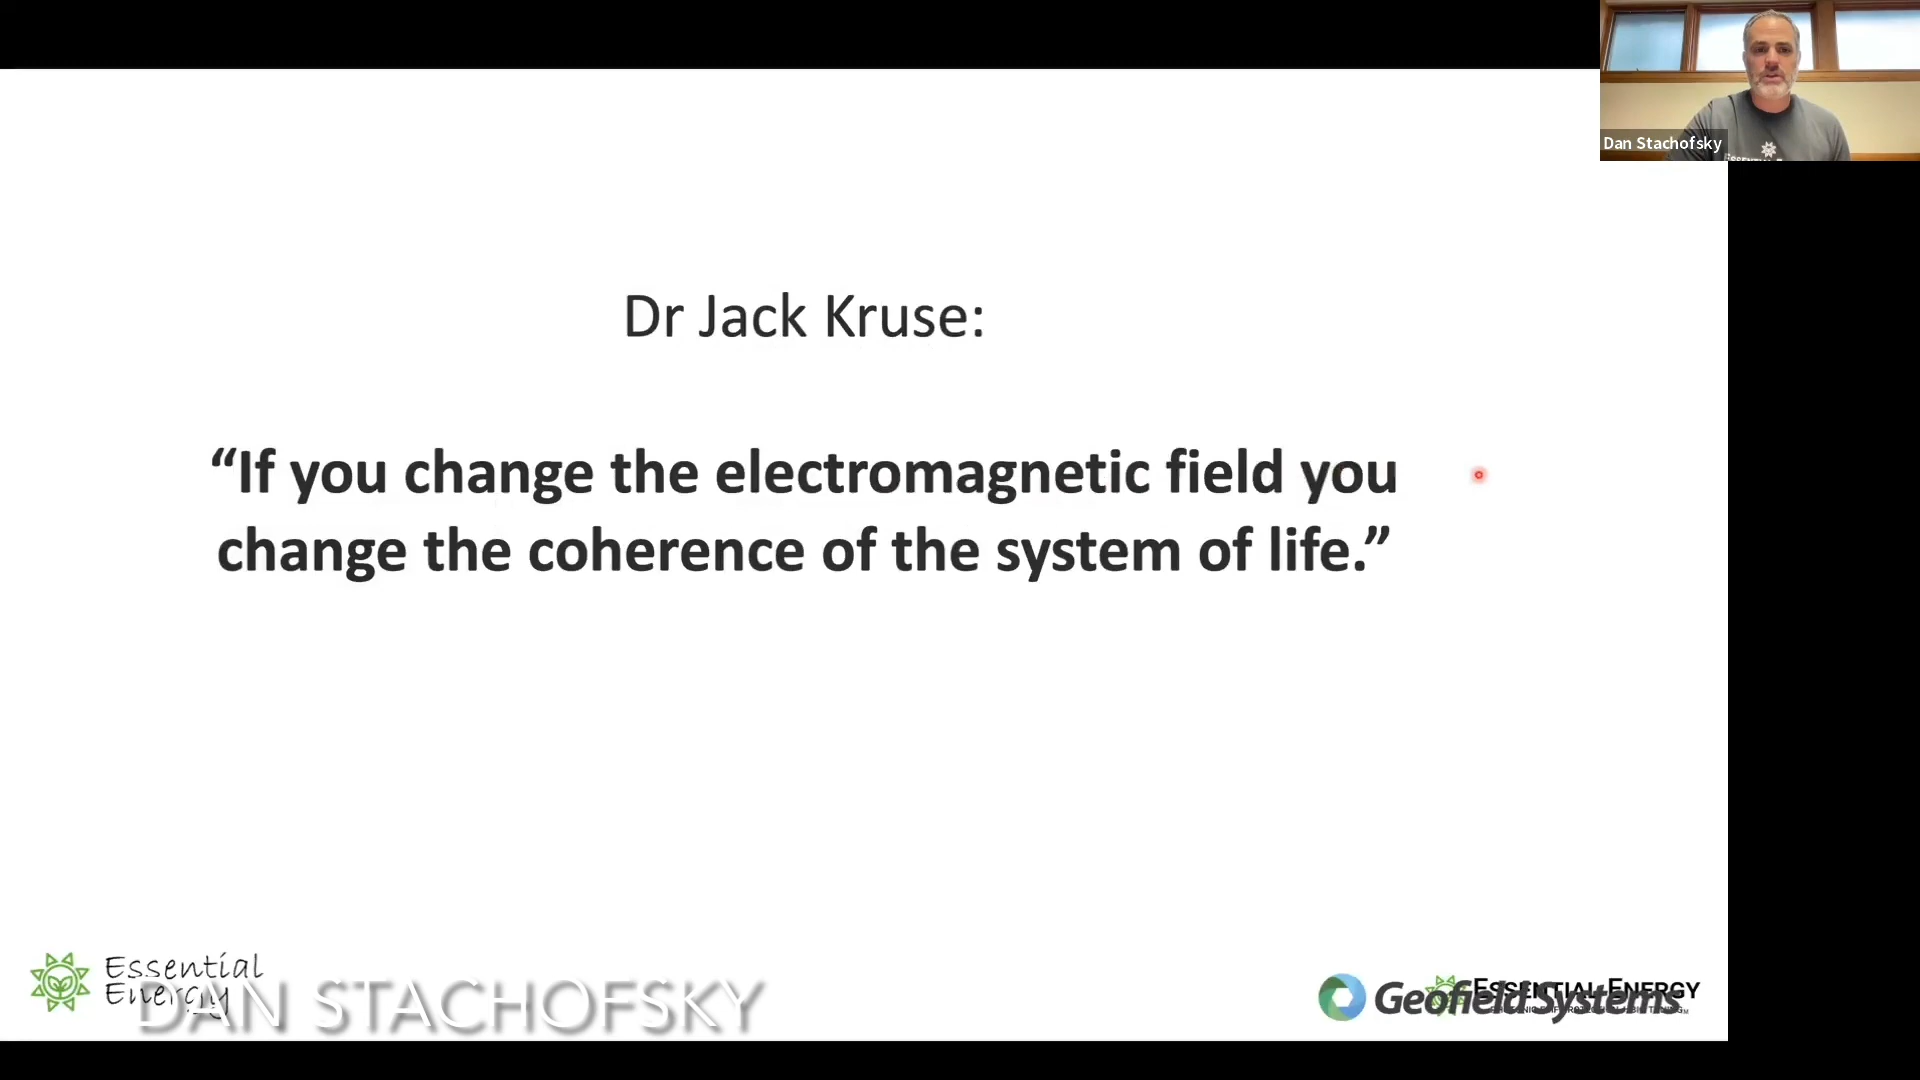 Dan Stachofsky
Dr Jack Kruse:
“If you change the electromagnetic field you
change the coherence of the system of life.”
Essential
Energy
DAN STACHOFSKY
Geofield Systems
ESSENTIAL ENERGY